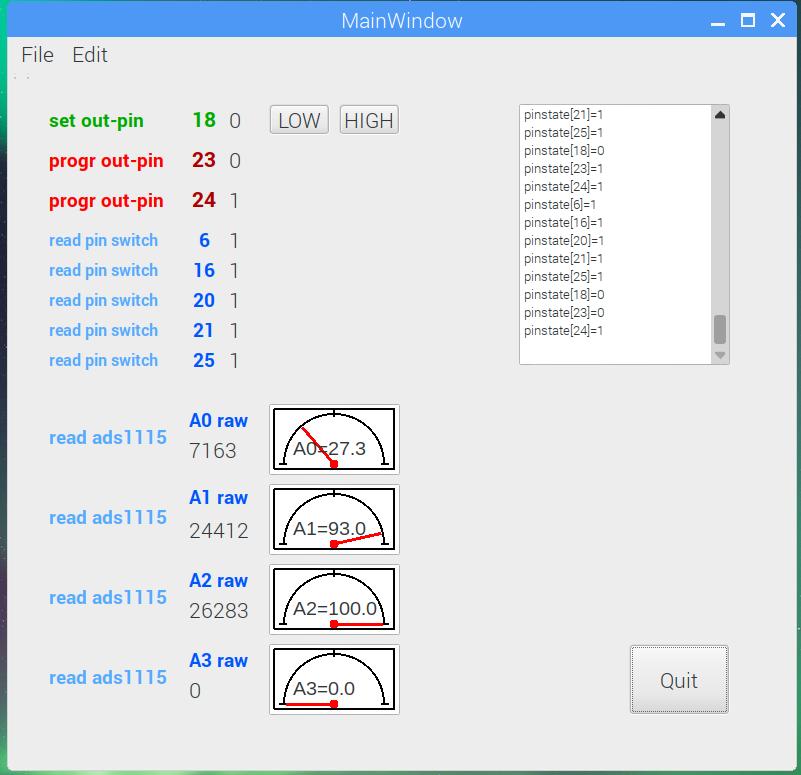 MainWindow
File Edit
set out-pin 18 0 LOW HIGH
progr out-pin 23 0
progr out-pin 24 1
read pin switch 6 1
read pin switch 16 1
read pin switch 20 1
read pin switch 21 1
read pin switch 25 1
pinstate[21]=1
pinstate[25]=1
pinstate[18]=0
pinstate[23]=1
pinstate[24]=1
pinstate[6]=1
pinstate[16]=1
pinstate[20]=1
pinstate[21]=1
pinstate[25]=1
pinstate[18]=0
pinstate[23]=0
pinstate[24]=1
read ads1115
A0 raw
7163
A0=27.3
read ads1115
A1 raw
24412
A1=93.0
read ads1115
A2 raw
26283
A2=100.0
read ads1115
A3 raw
0
A3=0.0
Quit